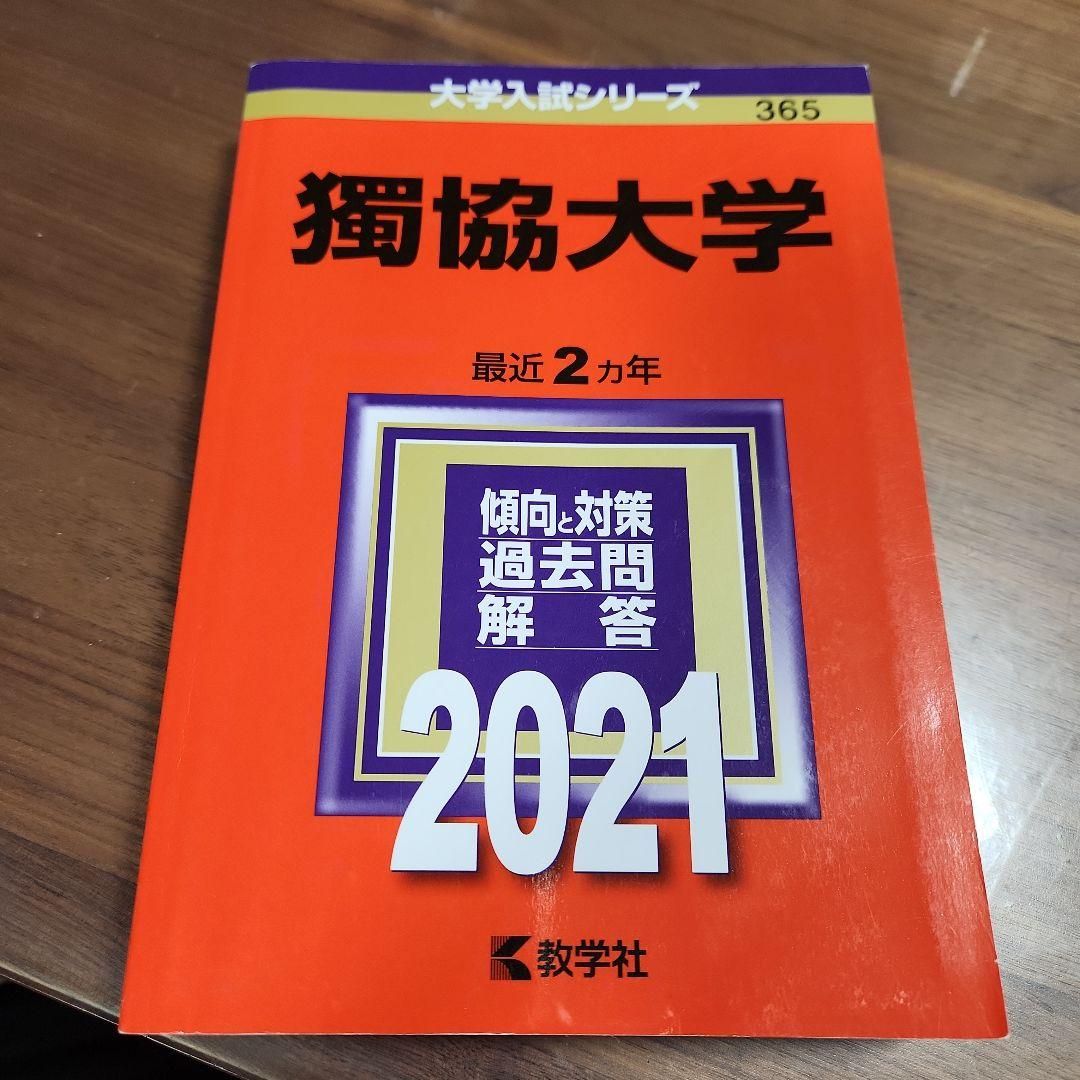 大学入試シリーズ
365
獨協大学
最近2カ年
傾向と対策
過去問
解答
2021
教学社